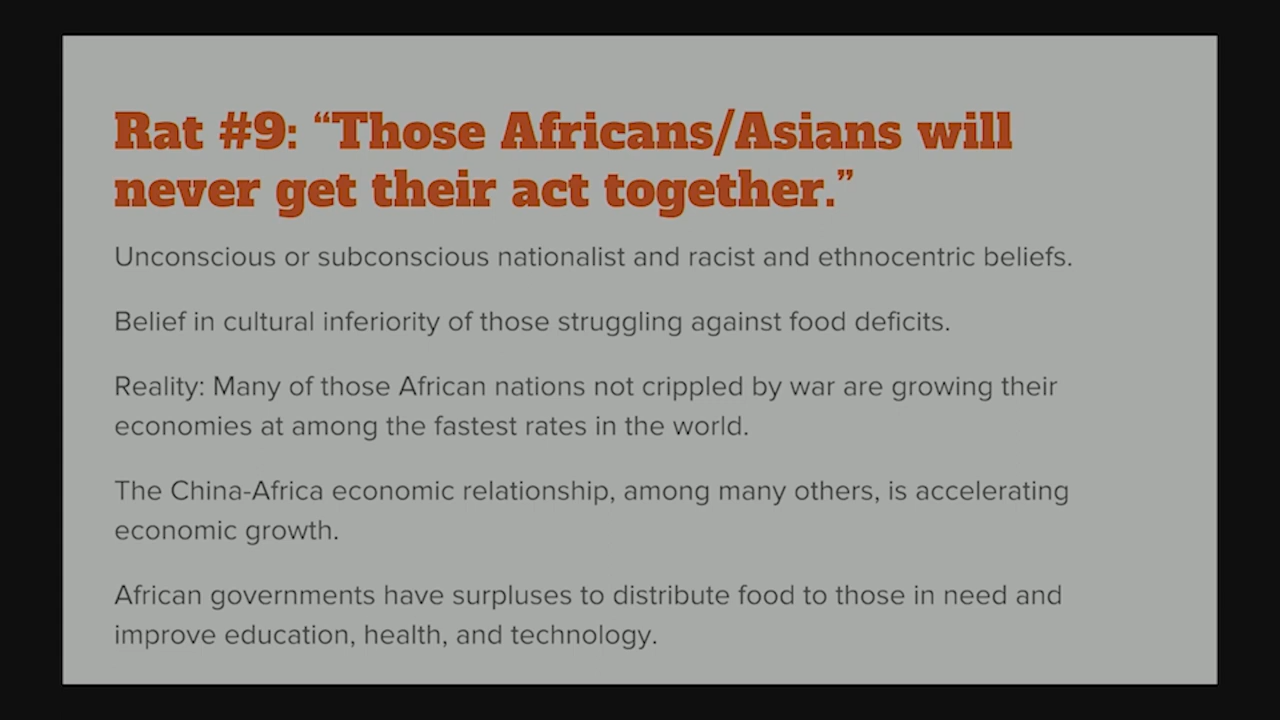 Rat #9: “Those Africans/Asians will
never get their act together.”
Unconscious or subconscious nationalist and racist and ethnocentric beliefs.
Belief in cultural inferiority of those struggling against food deficits.
Reality: Many of those African nations not crippled by war are growing their
economies at among the fastest rates in the world.
The China-Africa economic relationship, among many others, is accelerating
economic growth.
African governments have surpluses to distribute food to those in need and
improve education, health, and technology.